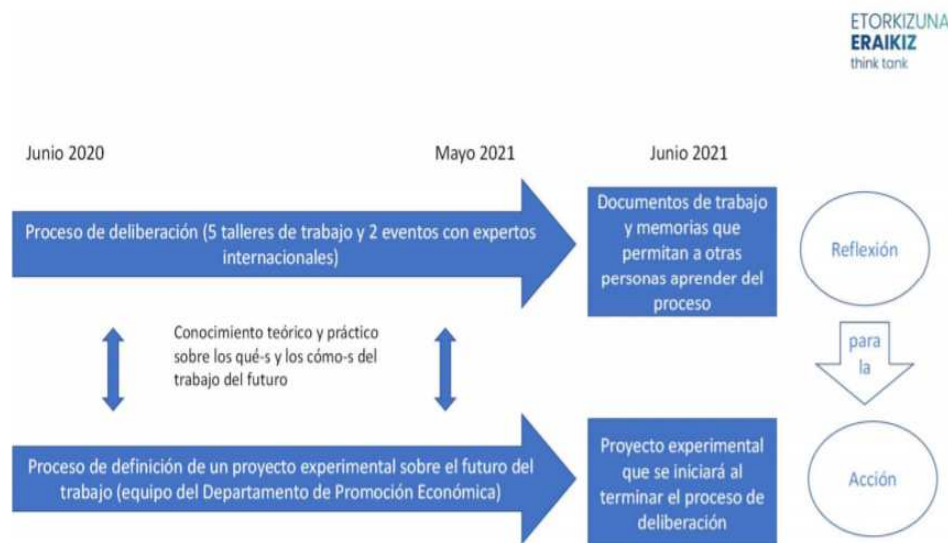 ETORKIZUNA
ERAIKIZ
think tank
Junio 2020
Mayo 2021
Junio 2021
Proceso de deliberación (5 talleres de trabajo y 2 eventos con expertos
internacionales)
Documentos de trabajo
y memorias que
permitan a otras
personas aprender del
proceso
Reflexión
Conocimiento teórico y práctico
sobre los qué-s y los cómo-s del
trabajo del futuro
para
la
Proceso de definición de un proyecto experimental sobre el futuro del
trabajo (equipo del Departamento de Promoción Económica)
Proyecto experimental
que se iniciará al
terminar el proceso de
deliberación
Acción